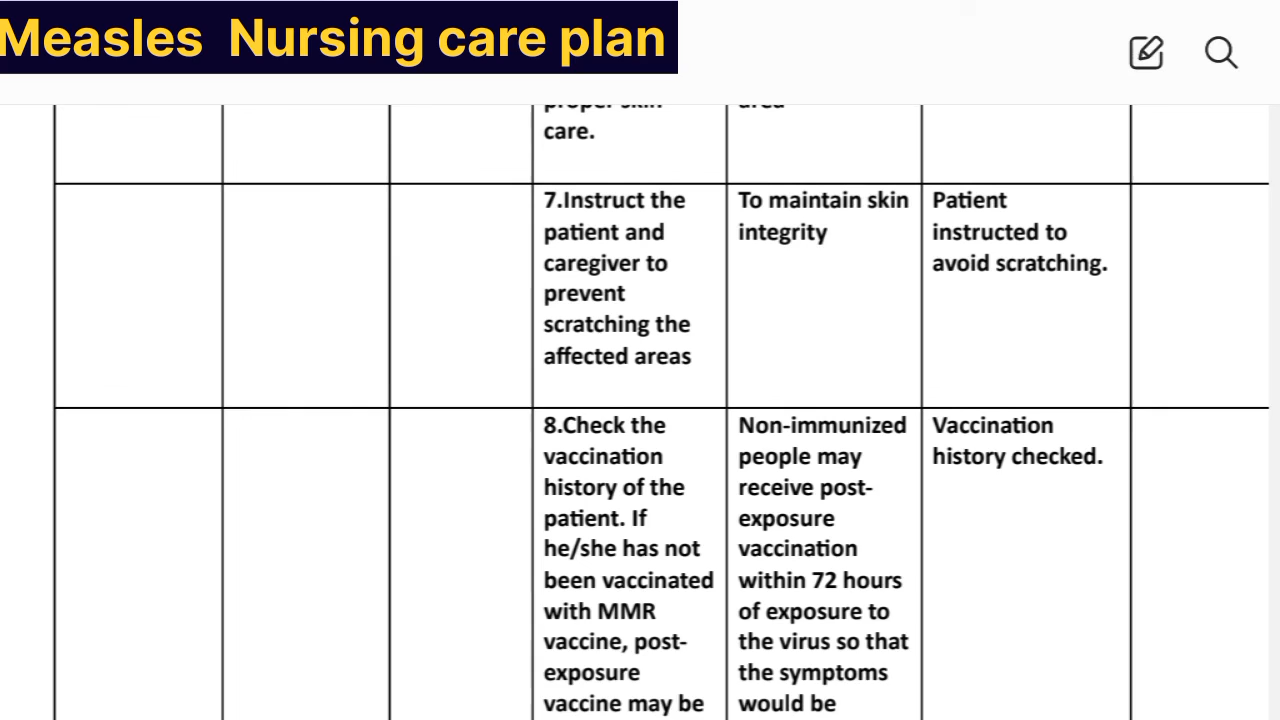 Measles Nursing care plan
proper skin
care.
area
7.Instruct the
patient and
caregiver to
prevent
scratching the
affected areas
To maintain skin
integrity
Patient
instructed to
avoid scratching.
8.Check the
vaccination
history of the
patient. If
he/she has not
been vaccinated
with MMR
vaccine, post-
exposure
vaccine may be
Non-immunized
people may
receive post-
exposure
vaccination
within 72 hours
of exposure to
the virus so that
the symptoms
would be
Vaccination
history checked.